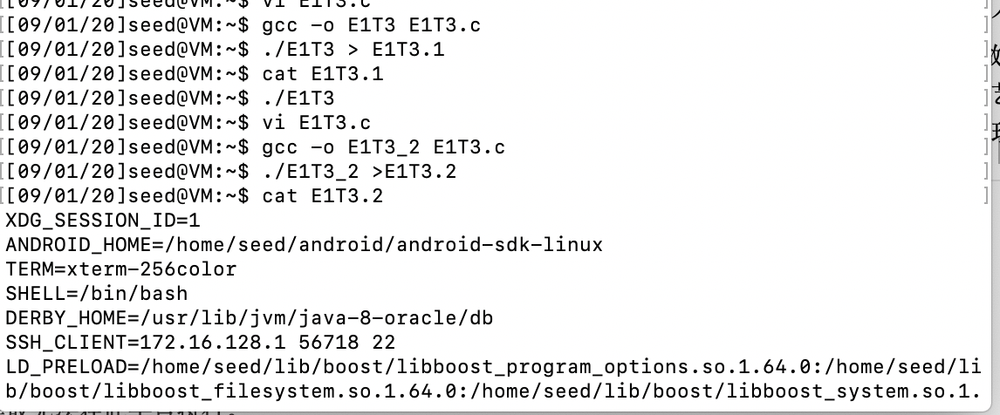 [[09/01/20]seed@VM:~$ vi E1T3.c ]
[[09/01/20]seed@VM:~$ gcc -o E1T3 E1T3.c ]
[[09/01/20]seed@VM:~$ ./E1T3 > E1T3.1 ]
[[09/01/20]seed@VM:~$ cat E1T3.1 ]
[[09/01/20]seed@VM:~$ ./E1T3 ]
[[09/01/20]seed@VM:~$ vi E1T3.c ]
[[09/01/20]seed@VM:~$ gcc -o E1T3_2 E1T3.c ]
[[09/01/20]seed@VM:~$ ./E1T3_2 >E1T3.2 ]
[[09/01/20]seed@VM:~$ cat E1T3.2 ]
XDG_SESSION_ID=1
ANDROID_HOME=/home/seed/android/android-sdk-linux
TERM=xterm-256color
SHELL=/bin/bash
DERBY_HOME=/usr/lib/jvm/java-8-oracle/db
SSH_CLIENT=172.16.128.1 56718 22
LD_PRELOAD=/home/seed/lib/boost/libboost_program_options.so.1.64.0:/home/seed/li
b/boost/libboost_filesystem.so.1.64.0:/home/seed/lib/boost/libboost_system.so.1.